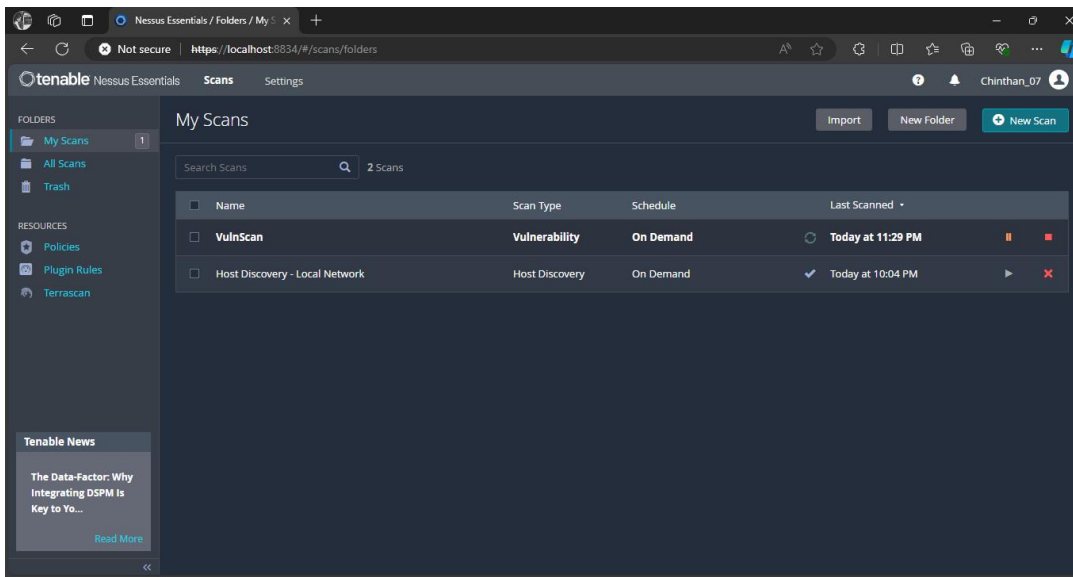 Nessus Essentials / Folders / My S
Not secure https://localhost:8834/#/scans/folders
tenable Nessus Essentials Scans Settings Chinthan_07
FOLDERS
My Scans 1
All Scans
Trash
RESOURCES
Policies
Plugin Rules
Terrascan
Tenable News
The Data-Factor: Why
Integrating DSPM Is
Key to Yo...
Read More
My Scans Import New Folder New Scan
Search Scans 2 Scans
Name Scan Type Schedule Last Scanned
VulnScan Vulnerability On Demand Today at 11:29 PM
Host Discovery - Local Network Host Discovery On Demand Today at 10:04 PM